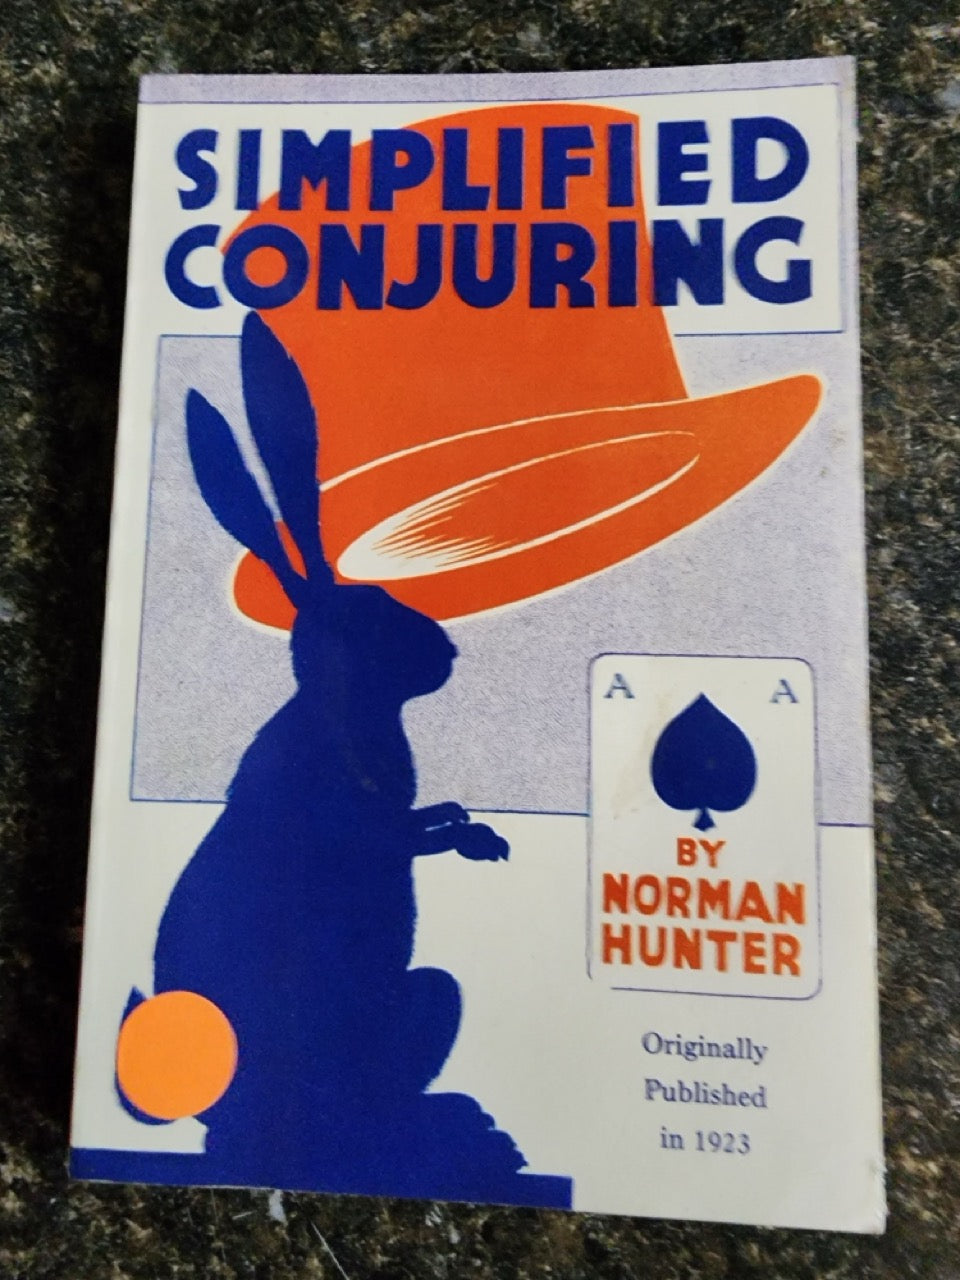 SIMPLIFIED
CONJURING
A A
BY
NORMAN
HUNTER
Originally
Published
in 1923